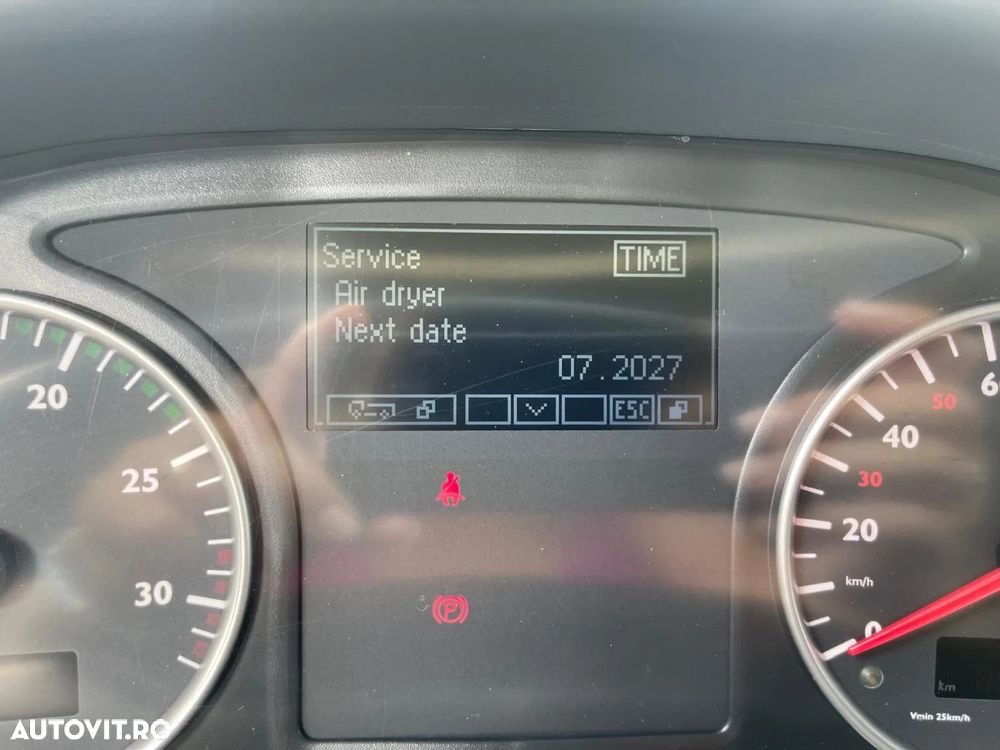 Service TIME
Air dryer
Next date
07.2027
ESC
20
25
30
60
50
40
30
20
km/h
0
km
Vmin 25km/h
P
AUTOVIT.RO